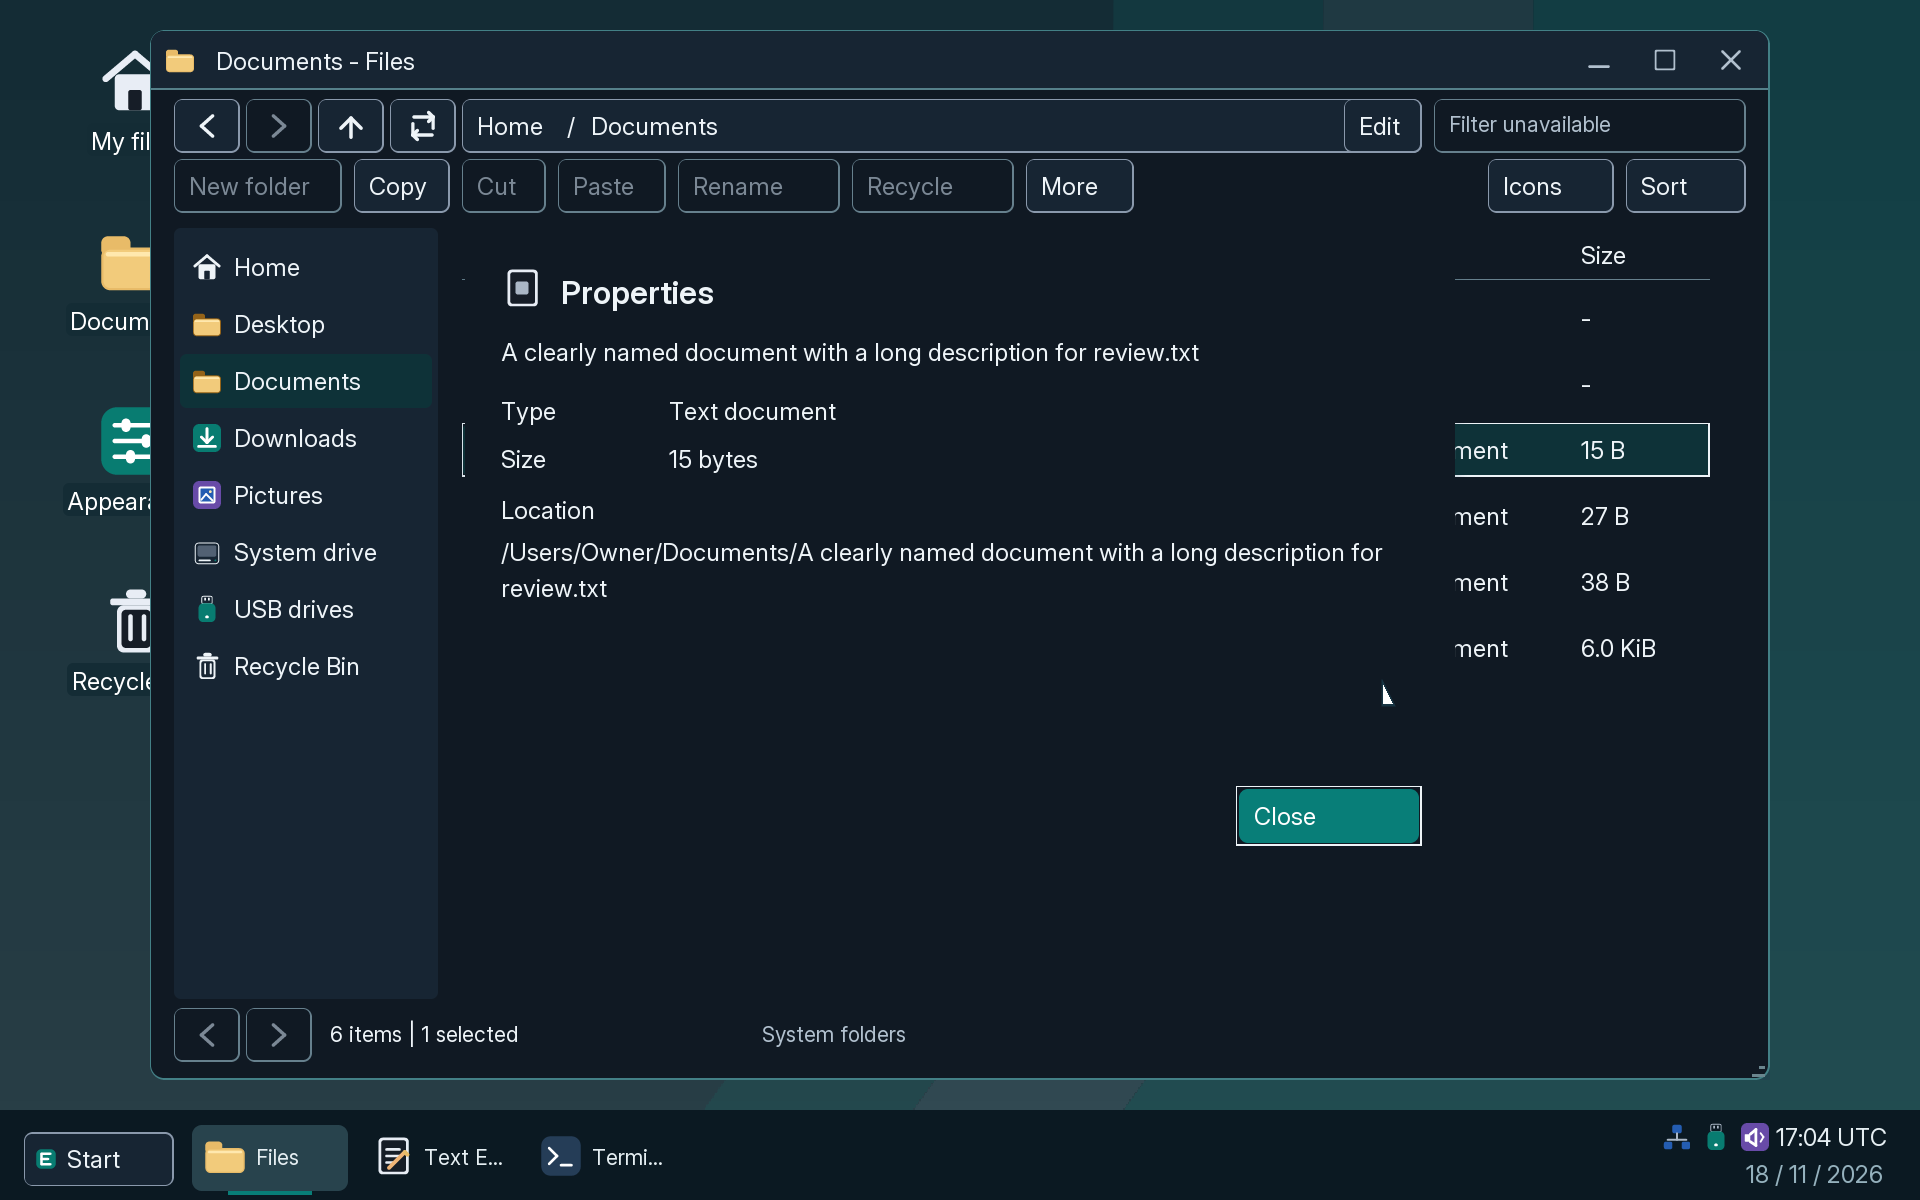 Documents - Files
Home / Documents
Edit
Filter unavailable
New folder
Copy
Cut
Paste
Rename
Recycle
More
Icons
Sort
My fil
Docum
Appeara
Recycle
Home
Desktop
Documents
Downloads
Pictures
System drive
USB drives
Recycle Bin
Size
-
-
ment 15 B
ment 27 B
ment 38 B
ment 6.0 KiB
Properties
A clearly named document with a long description for review.txt
Type Text document
Size 15 bytes
Location
/Users/Owner/Documents/A clearly named document with a long description for
review.txt
Close
6 items | 1 selected
System folders
Start
Files
Text E...
Termi...
17:04 UTC
18 / 11 / 2026